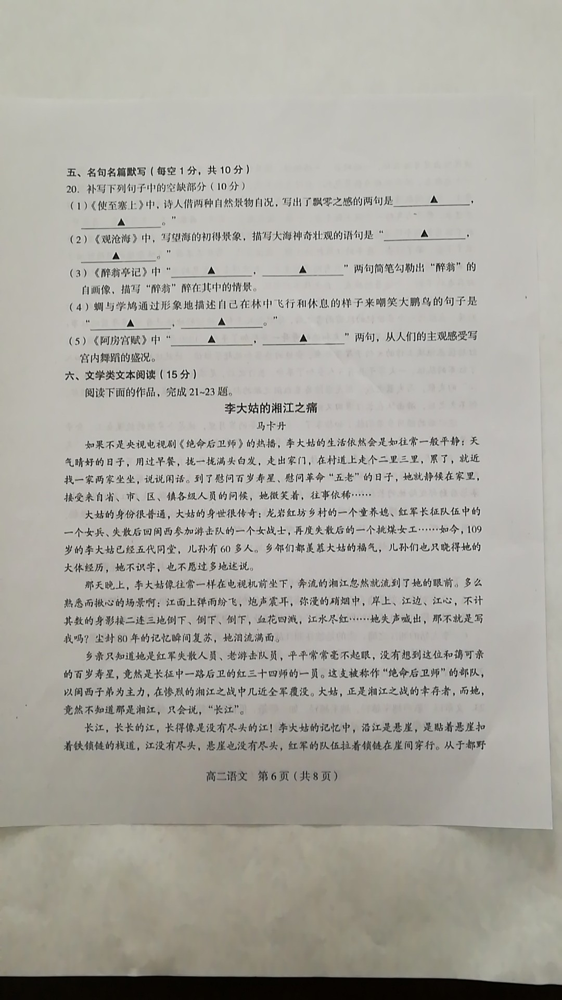 五、名句名篇默写（每空1分，共10分）
20. 补写下列句子中的空缺部分（10分）
（1）《使至塞上》中，诗人借两种自然景物自况，写出了飘零之感的两句是____▲____，
____▲____。”
（2）《观沧海》中，写望海的初得景象，描写大海神奇壮观的语句是“____▲____，
____▲____。”
（3）《醉翁亭记》中“____▲____，____▲____”两句简笔勾勒出“醉翁”的
自画像、描写“醉翁”醉在其中的情景。
（4）蜩与学鸠通过形象地描述自己在林中飞行和休息的样子来嘲笑大鹏鸟的句子是
“____▲____，____▲____。”
（5）《阿房宫赋》中“____▲____，____▲____”两句，从人们的主观感受写
宫内舞蹈的盛况。
六、文学类文本阅读（15分）
阅读下面的作品，完成21~23题。
李大姑的湘江之痛
马卡丹
如果不是央视电视剧《绝命后卫师》的热播，李大姑的生活依然会是如往常一般平静；天
气晴好的日子，用过早餐，拢一拢满头白发，走出家门，在村道上走个二里三里，累了，就近
找一家两家坐坐，说说闲话。到了慰问百岁寿星、慰问革命“五老”的日子，她就静候在家里，
接受来自省、市、区、镇各级人员的问候，她微笑着，往事依稀……
大姑的身份很普通，大姑的身世很传奇：龙岩红坊乡村的一个童养媳、红军长征队伍中的
一个女兵、失散后回闽西参加游击队的一个女战士，再度失散后的一个挑煤女工……如今，109
岁的李大姑已经五代同堂，儿孙有60多人。乡邻们都羡慕大姑的福气，儿孙们也只晓得她的
大体经历，她不识字，也不愿过多地述说。
那天晚上，李大姑像往常一样在电视机前坐下，奔流的湘江忽然就流到了她的眼前。多么
熟悉而揪心的场景啊：江面上弹雨纷飞，炮声震耳，弥漫的硝烟中，岸上、江边、江心，不计
其数的身影接二连三地倒下、倒下、倒下，血花四溅，江水尽红……她失声喊出，那不就是写
我吗？尘封80年的记忆瞬间复苏，她泪流满面。
乡亲只知道她是红军失散人员、老游击队员，平平常常毫不起眼，没有想到这位和蔼可亲
的百岁寿星，竟然是长征中一路后卫的红三十四师的一员。这支被称作“绝命后卫师”的部队，
以闽西子弟为主力，在惨烈的湘江之战中几近全军覆没。大姑，正是湘江之战的幸存者，而她，
竟然不知道那是湘江，只会说，“长江”。
长江，长长的江，长得像是没有尽头的江！李大姑的记忆中，沿江是悬崖，是贴着悬崖扣
着铁锁链的栈道，江没有尽头，悬崖也没有尽头，红军的队伍拉着锁链在崖间穿行。从于都野
高二语文 第6页（共8页）